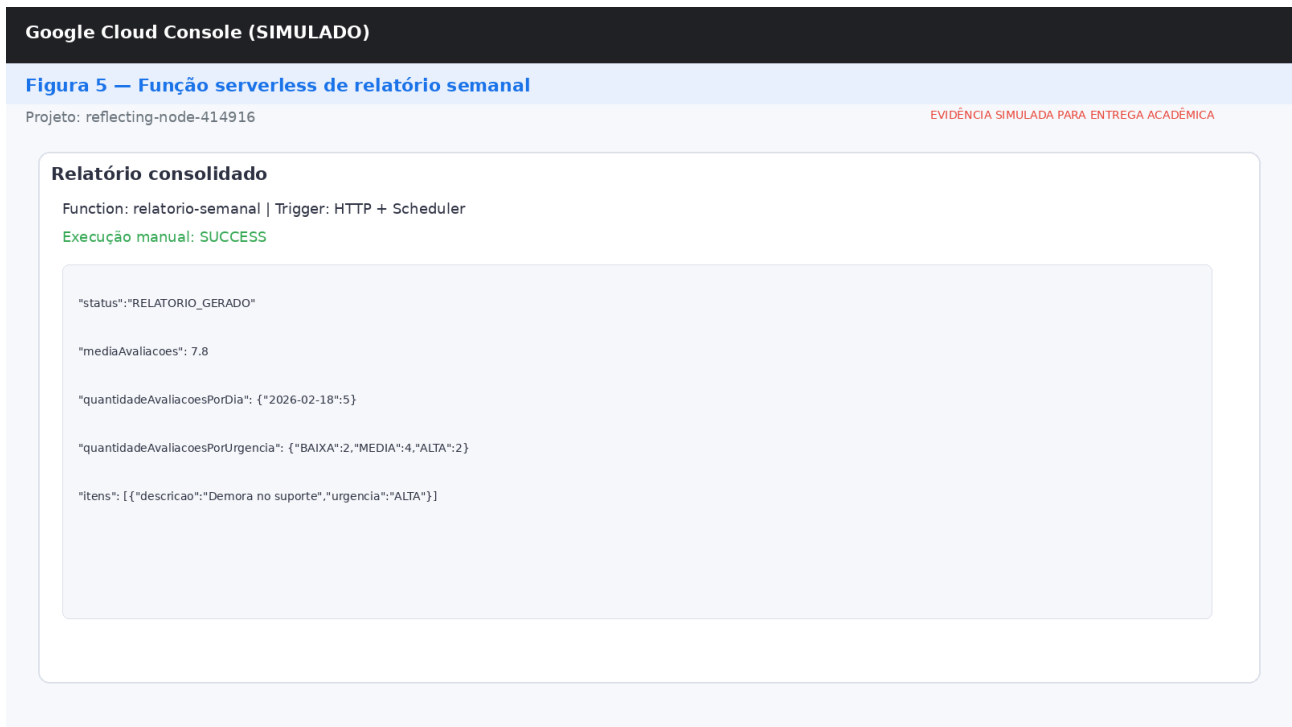 Google Cloud Console (SIMULADO)
Figura 5 — Função serverless de relatório semanal
Projeto: reflecting-node-414916
EVIDÊNCIA SIMULADA PARA ENTREGA ACADÊMICA
Relatório consolidado
Function: relatorio-semanal | Trigger: HTTP + Scheduler
Execução manual: SUCCESS
"status":"RELATORIO_GERADO"
"mediaAvaliacoes": 7.8
"quantidadeAvaliacoesPorDia": {"2026-02-18":5}
"quantidadeAvaliacoesPorUrgencia": {"BAIXA":2,"MEDIA":4,"ALTA":2}
"itens": [{"descricao":"Demora no suporte","urgencia":"ALTA"}]